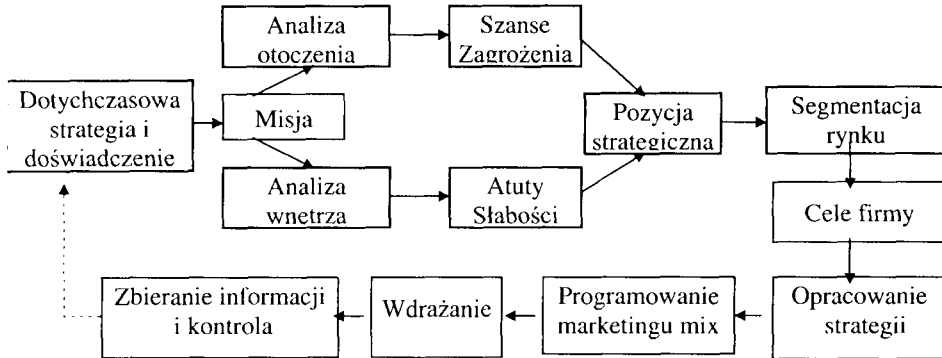 Analiza
otoczenia
Szanse
Zagrożenia
Dotychczasowa
strategia i
doświadczenie
Misja
Pozycja
strategiczna
Segmentacja
rynku
Analiza
wnetrza
Atuty
Słabości
Cele firmy
Zbieranie informacji
i kontrola
Wdrażanie
Programowanie
marketingu mix
Opracowanie
strategii